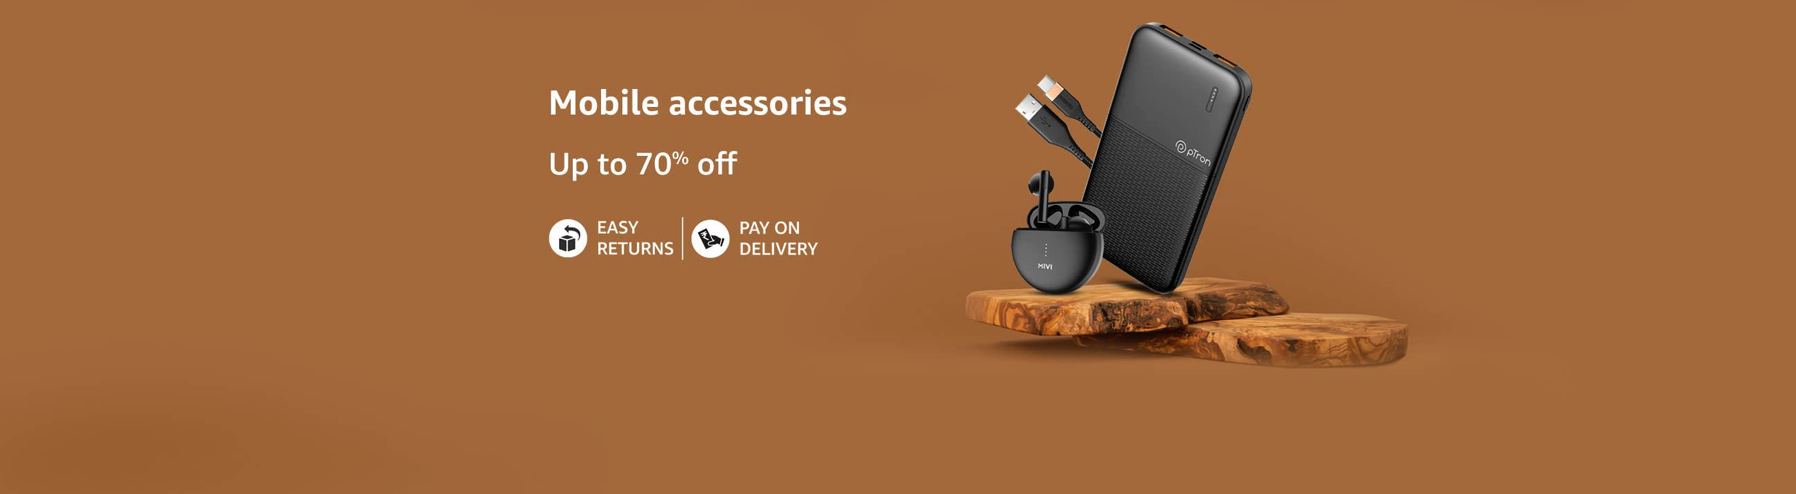 Mobile accessories
Up to 70% off
EASY
RETURNS
PAY ON
DELIVERY
pTron
MIVI